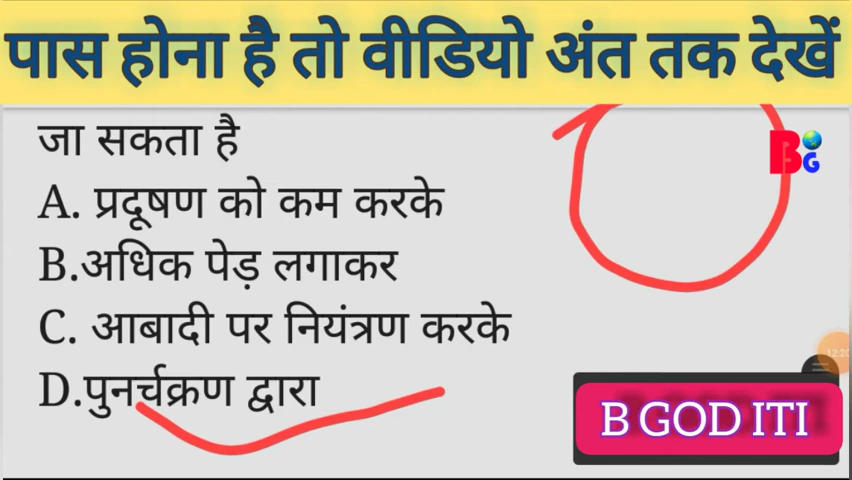 पास होना है तो वीडियो अंत तक देखें
जा सकता है
A. प्रदूषण को कम करके
B.अधिक पेड़ लगाकर
C. आबादी पर नियंत्रण करके
D.पुनर्चक्रण द्वारा
B GOD ITI